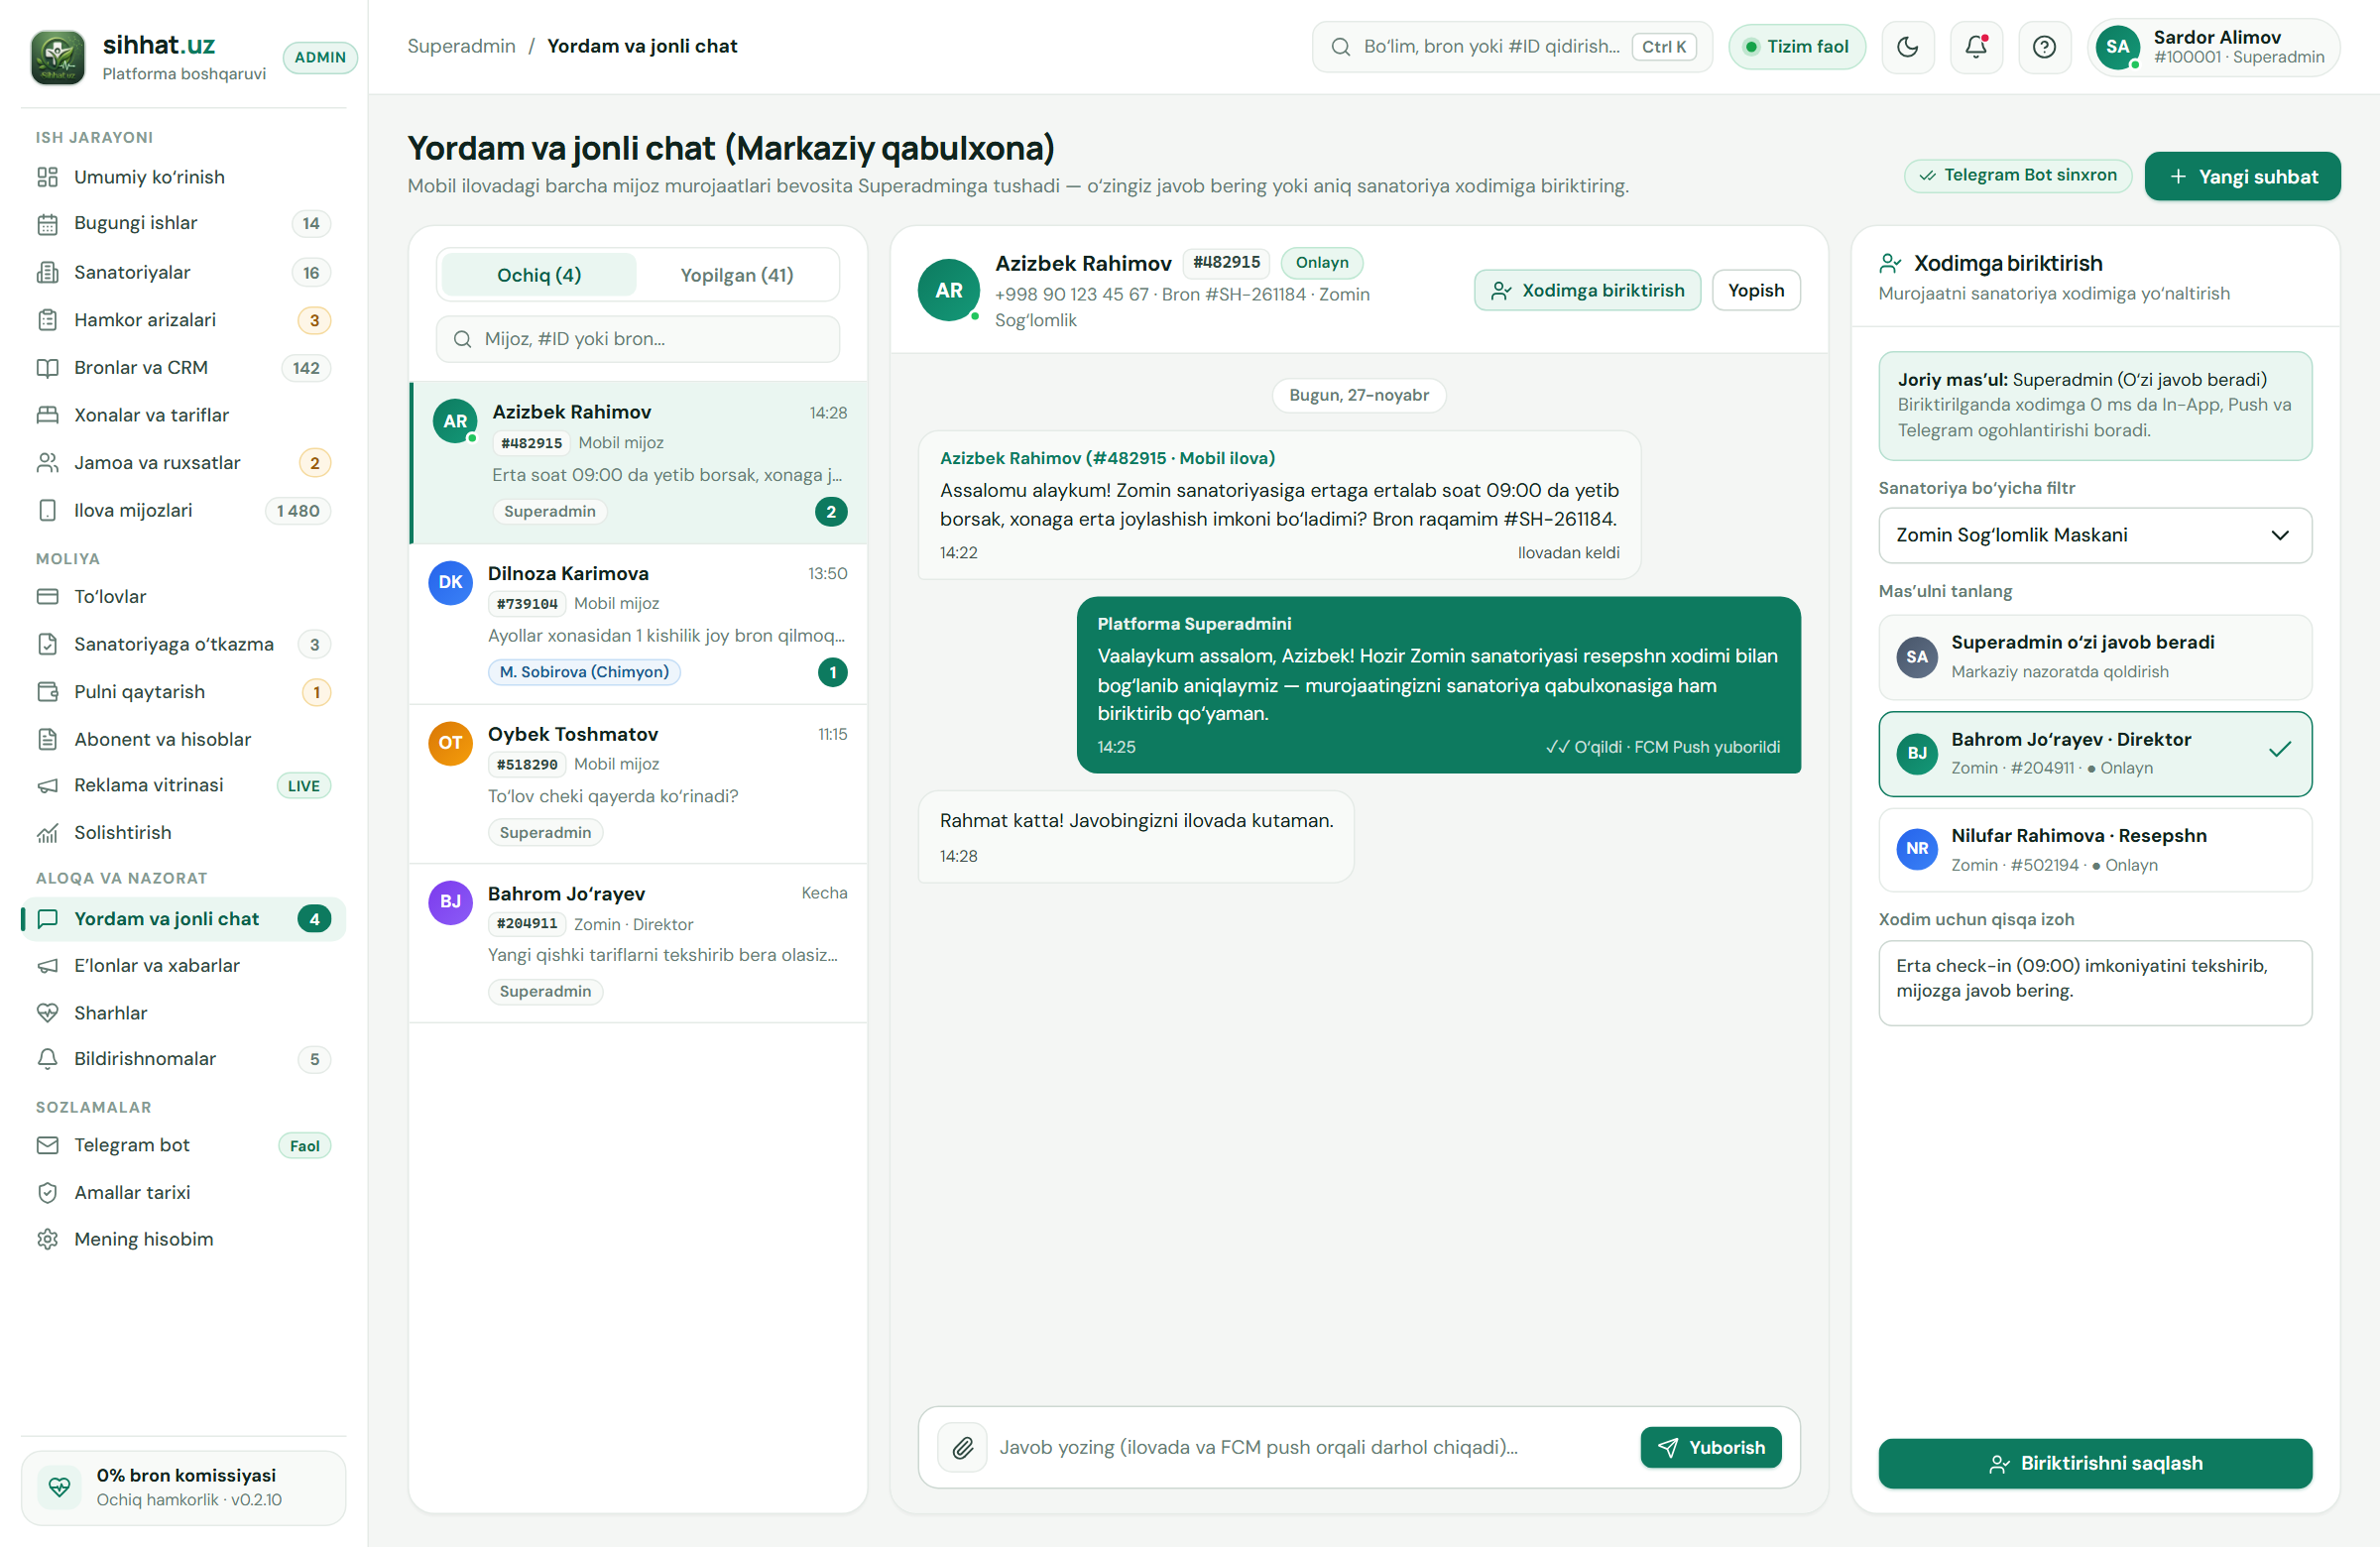 sihhat.uz
Platforma boshqaruvi
ADMIN
ISH JARAYONI
Umumiy ko‘rinish
Bugungi ishlar 14
Sanatoriyalar 16
Hamkor arizalari 3
Bronlar va CRM 142
Xonalar va tariflar
Jamoa va ruxsatlar 2
Ilova mijozlari 1 480
MOLIYA
To‘lovlar
Sanatoriyaga o‘tkazma 3
Pulni qaytarish 1
Abonent va hisoblar
Reklama vitrinasi LIVE
Solishtirish
ALOQA VA NAZORAT
Yordam va jonli chat 4
E’lonlar va xabarlar
Sharhlar
Bildirishnomalar 5
SOZLAMALAR
Telegram bot Faol
Amallar tarixi
Mening hisobim
0% bron komissiyasi
Ochiq hamkorlik · v0.2.10
Superadmin / Yordam va jonli chat
Bo‘lim, bron yoki #ID qidirish... Ctrl K
Tizim faol
SA
Sardor Alimov
#100001 · Superadmin
Yordam va jonli chat (Markaziy qabulxona)
Mobil ilovadagi barcha mijoz murojaatlari bevosita Superadminga tushadi — o‘zingiz javob bering yoki aniq sanatoriya xodimiga biriktiring.
Telegram Bot sinxron
Yangi suhbat
Ochiq (4) Yopilgan (41)
Mijoz, #ID yoki bron...
AR
Azizbek Rahimov 14:28
#482915 Mobil mijoz
Erta soat 09:00 da yetib borsak, xonaga j...
Superadmin 2
DK
Dilnoza Karimova 13:50
#739104 Mobil mijoz
Ayollar xonasidan 1 kishilik joy bron qilmoq...
M. Sobirova (Chimyon) 1
OT
Oybek Toshmatov 11:15
#518290 Mobil mijoz
To‘lov cheki qayerda ko‘rinadi?
Superadmin
BJ
Bahrom Jo‘rayev Kecha
#204911 Zomin · Direktor
Yangi qishki tariflarni tekshirib bera olasiz...
Superadmin
AR
Azizbek Rahimov #482915 Onlayn
+998 90 123 45 67 · Bron #SH-261184 · Zomin
Sog‘lomlik
Xodimga biriktirish
Yopish
Bugun, 27-noyabr
Azizbek Rahimov (#482915 · Mobil ilova)
Assalomu alaykum! Zomin sanatoriyasiga ertaga ertalab soat 09:00 da yetib
borsak, xonaga erta joylashish imkoni bo‘ladimi? Bron raqamim #SH-261184.
14:22 Ilovadan keldi
Platforma Superadmini
Vaalaykum assalom, Azizbek! Hozir Zomin sanatoriyasi resepshn xodimi bilan
bog‘lanib aniqlaymiz — murojaatingizni sanatoriya qabulxonasiga ham
biriktirib qo‘yaman.
14:25 ✓✓ O‘qildi · FCM Push yuborildi
Rahmat katta! Javobingizni ilovada kutaman.
14:28
Javob yozing (ilovada va FCM push orqali darhol chiqadi)...
Yuborish
Xodimga biriktirish
Murojaatni sanatoriya xodimiga yo‘naltirish
Joriy mas’ul: Superadmin (O‘zi javob beradi)
Biriktirilganda xodimga 0 ms da In-App, Push va
Telegram ogohlantirishi boradi.
Sanatoriya bo‘yicha filtr
Zomin Sog‘lomlik Maskani
Mas’ulni tanlang
SA
Superadmin o‘zi javob beradi
Markaziy nazoratda qoldirish
BJ
Bahrom Jo‘rayev · Direktor
Zomin · #204911 · ● Onlayn
NR
Nilufar Rahimova · Resepshn
Zomin · #502194 · ● Onlayn
Xodim uchun qisqa izoh
Erta check-in (09:00) imkoniyatini tekshirib,
mijozga javob bering.
Biriktirishni saqlash